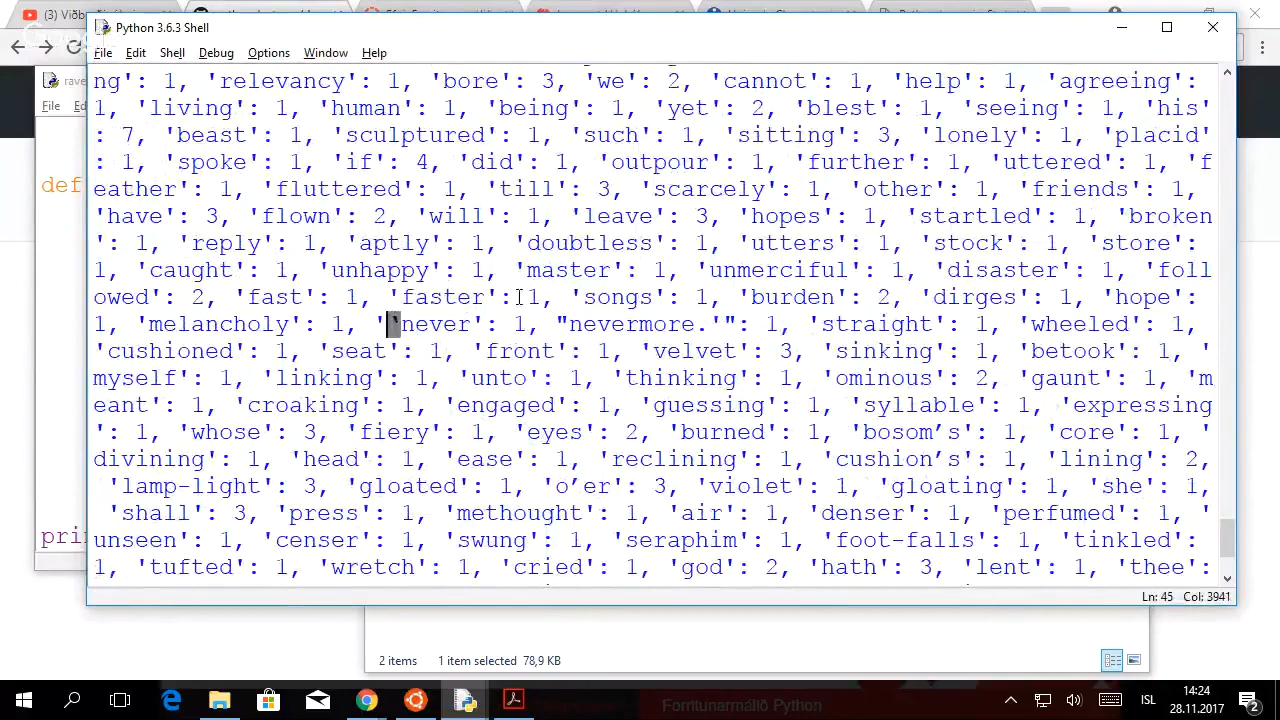 (3) Viðb
Python 3.6.3 Shell
File Edit Shell Debug Options Window Help
rave
File Ed
def
prin
ng': 1, 'relevancy': 1, 'bore': 3, 'we': 2, 'cannot': 1, 'help': 1, 'agreeing':
1, 'living': 1, 'human': 1, 'being': 1, 'yet': 2, 'blest': 1, 'seeing': 1, 'his'
: 7, 'beast': 1, 'sculptured': 1, 'such': 1, 'sitting': 3, 'lonely': 1, 'placid'
: 1, 'spoke': 1, 'if': 4, 'did': 1, 'outpour': 1, 'further': 1, 'uttered': 1, 'f
eather': 1, 'fluttered': 1, 'till': 3, 'scarcely': 1, 'other': 1, 'friends': 1,
'have': 3, 'flown': 2, 'will': 1, 'leave': 3, 'hopes': 1, 'startled': 1, 'broken
': 1, 'reply': 1, 'aptly': 1, 'doubtless': 1, 'utters': 1, 'stock': 1, 'store':
1, 'caught': 1, 'unhappy': 1, 'master': 1, 'unmerciful': 1, 'disaster': 1, 'foll
owed': 2, 'fast': 1, 'faster': 1, 'songs': 1, 'burden': 2, 'dirges': 1, 'hope':
1, 'melancholy': 1, '‘never': 1, "nevermore.'": 1, 'straight': 1, 'wheeled': 1,
'cushioned': 1, 'seat': 1, 'front': 1, 'velvet': 3, 'sinking': 1, 'betook': 1, '
myself': 1, 'linking': 1, 'unto': 1, 'thinking': 1, 'ominous': 2, 'gaunt': 1, 'm
eant': 1, 'croaking': 1, 'engaged': 1, 'guessing': 1, 'syllable': 1, 'expressing
': 1, 'whose': 3, 'fiery': 1, 'eyes': 2, 'burned': 1, 'bosom’s': 1, 'core': 1, '
divining': 1, 'head': 1, 'ease': 1, 'reclining': 1, 'cushion’s': 1, 'lining': 2,
'lamp-light': 3, 'gloated': 1, 'o’er': 3, 'violet': 1, 'gloating': 1, 'she': 1,
'shall': 3, 'press': 1, 'methought': 1, 'air': 1, 'denser': 1, 'perfumed': 1, '
unseen': 1, 'censer': 1, 'swung': 1, 'seraphim': 1, 'foot-falls': 1, 'tinkled':
1, 'tufted': 1, 'wretch': 1, 'cried': 1, 'god': 2, 'hath': 3, 'lent': 1, 'thee':
Ln: 45 Col: 3941
2 items 1 item selected 78,9 KB
Forritunarmálið Python
ÍSL
14:24
28.11.2017
2